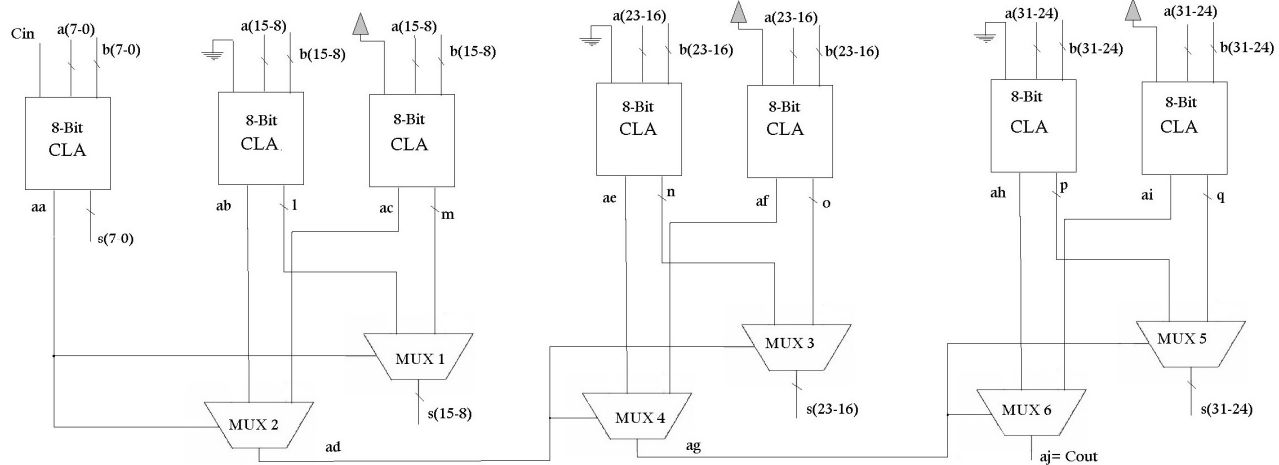 Cin
a(7-0)
b(7-0)
a(15-8)
b(15-8)
a(15-8)
b(15-8)
a(23-16)
b(23-16)
a(23-16)
b(23-16)
a(31-24)
b(31-24)
a(31-24)
b(31-24)
8-Bit
CLA
8-Bit
CLA
8-Bit
CLA
8-Bit
CLA
8-Bit
CLA
8-Bit
CLA
8-Bit
CLA
aa
s(7-0)
ab
l
ac
m
ae
n
af
o
ah
p
ai
q
MUX 1
s(15-8)
MUX 2
ad
MUX 3
s(23-16)
MUX 4
ag
MUX 5
s(31-24)
MUX 6
aj= Cout